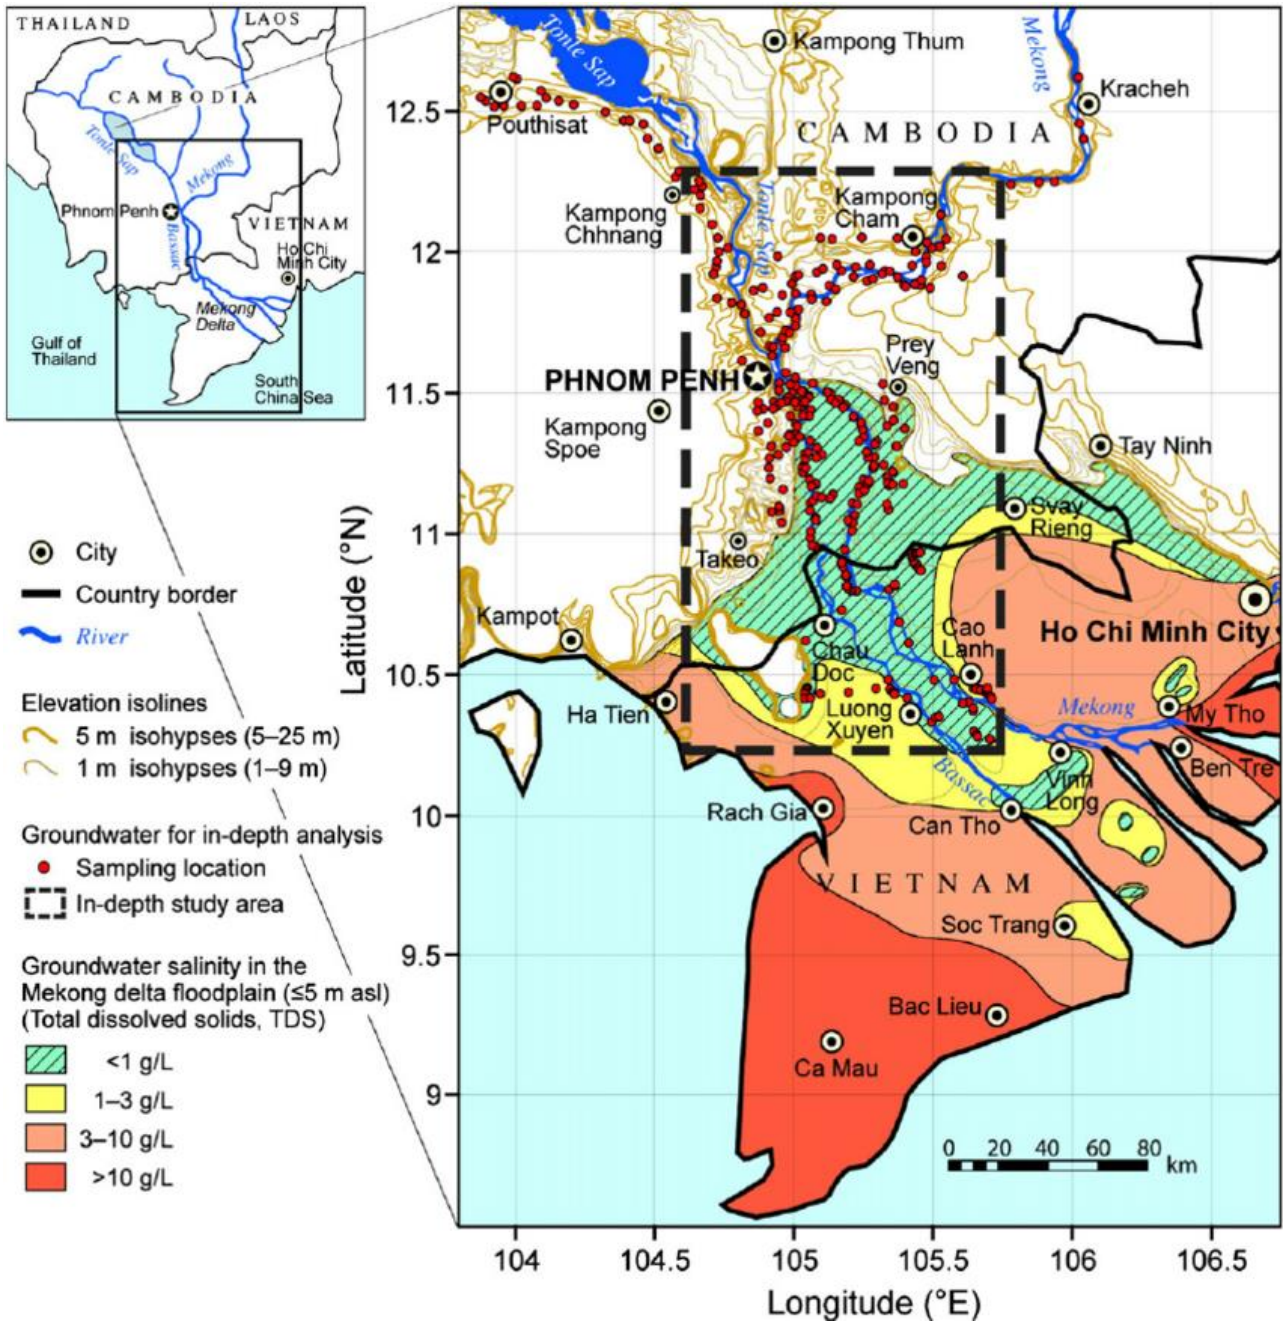 THAILAND
LAOS
CAMBODIA
Tonle Sap
Mekong
Phnom Penh
Bassac
VIETNAM
Ho Chi
Minh City
Mekong
Delta
Gulf of
Thailand
South
China Sea
City
Country border
River
Elevation isolines
5 m isohypses (5–25 m)
1 m isohypses (1–9 m)
Groundwater for in-depth analysis
Sampling location
In-depth study area
Groundwater salinity in the
Mekong delta floodplain (≤5 m asl)
(Total dissolved solids, TDS)
<1 g/L
1–3 g/L
3–10 g/L
>10 g/L
Latitude (°N)
12.5
12
11.5
11
10.5
10
9.5
9
Tonle Sap
Kampong Thum
Mekong
Kracheh
Pouthisat
CAMBODIA
Kampong
Chhnang
Tonle Sap
Kampong
Cham
Prey
Veng
PHNOM PENH
Kampong
Spoe
Tay Ninh
Svay
Rieng
Takeo
Kampot
Chau
Doc
Cao
Lanh
Ho Chi Minh City
Ha Tien
Luong
Xuyen
Mekong
My Tho
Bassac
Vinh
Long
Ben Tre
Rach Gia
Can Tho
VIETNAM
Soc Trang
Bac Lieu
Ca Mau
0 20 40 60 80
km
104 104.5 105 105.5 106 106.5
Longitude (°E)